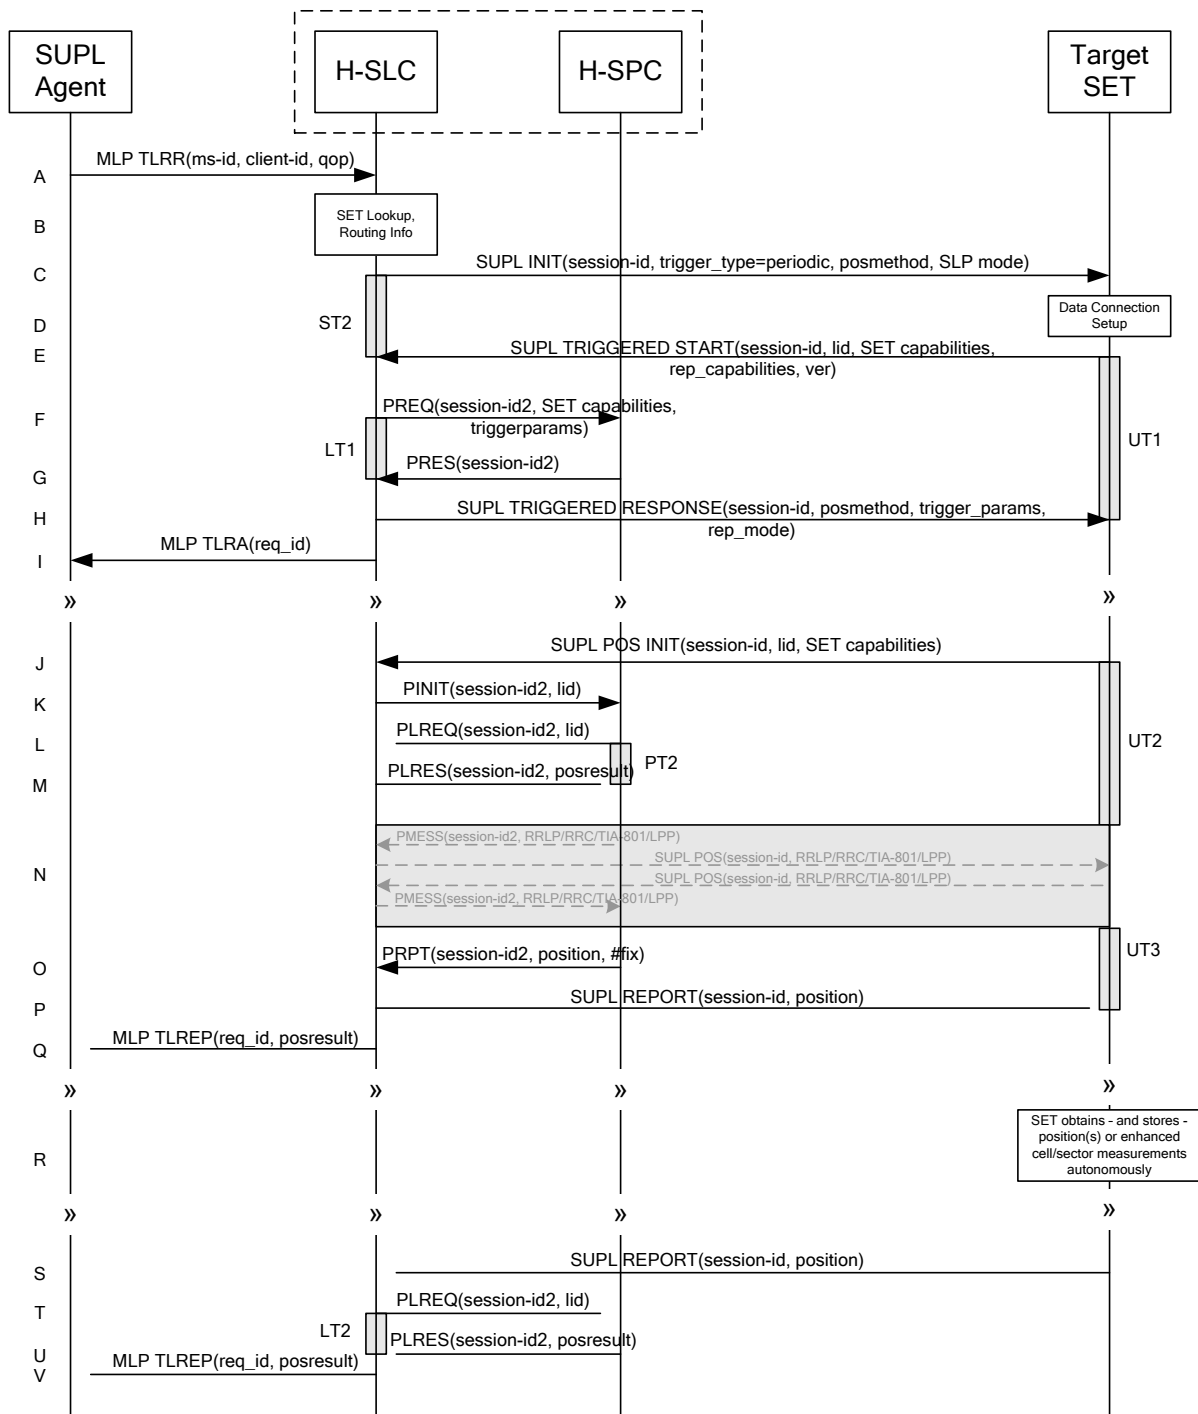 SUPL
Agent
H-SLC
H-SPC
Target
SET
A
MLP TLRR(ms-id, client-id, qop)
B
SET Lookup,
Routing Info
C
SUPL INIT(session-id, trigger_type=periodic, posmethod, SLP mode)
D
ST2
Data Connection
Setup
E
SUPL TRIGGERED START(session-id, lid, SET capabilities,
rep_capabilities, ver)
F
PREQ(session-id2, SET capabilities,
triggerparams)
LT1
UT1
G
PRES(session-id2)
H
SUPL TRIGGERED RESPONSE(session-id, posmethod, trigger_params,
rep_mode)
I
MLP TLRA(req_id)
»
»
»
»
J
SUPL POS INIT(session-id, lid, SET capabilities)
K
PINIT(session-id2, lid)
L
PLREQ(session-id2, lid)
UT2
PT2
M
PLRES(session-id2, posresult)
N
PMESS(session-id2, RRLP/RRC/TIA-801/LPP)
SUPL POS(session-id, RRLP/RRC/TIA-801/LPP)
SUPL POS(session-id, RRLP/RRC/TIA-801/LPP)
PMESS(session-id2, RRLP/RRC/TIA-801/LPP)
O
PRPT(session-id2, position, #fix)
UT3
P
SUPL REPORT(session-id, position)
Q
MLP TLREP(req_id, posresult)
»
»
»
»
R
SET obtains - and stores -
position(s) or enhanced
cell/sector measurements
autonomously
»
»
»
»
S
SUPL REPORT(session-id, position)
T
PLREQ(session-id2, lid)
LT2
U
PLRES(session-id2, posresult)
V
MLP TLREP(req_id, posresult)